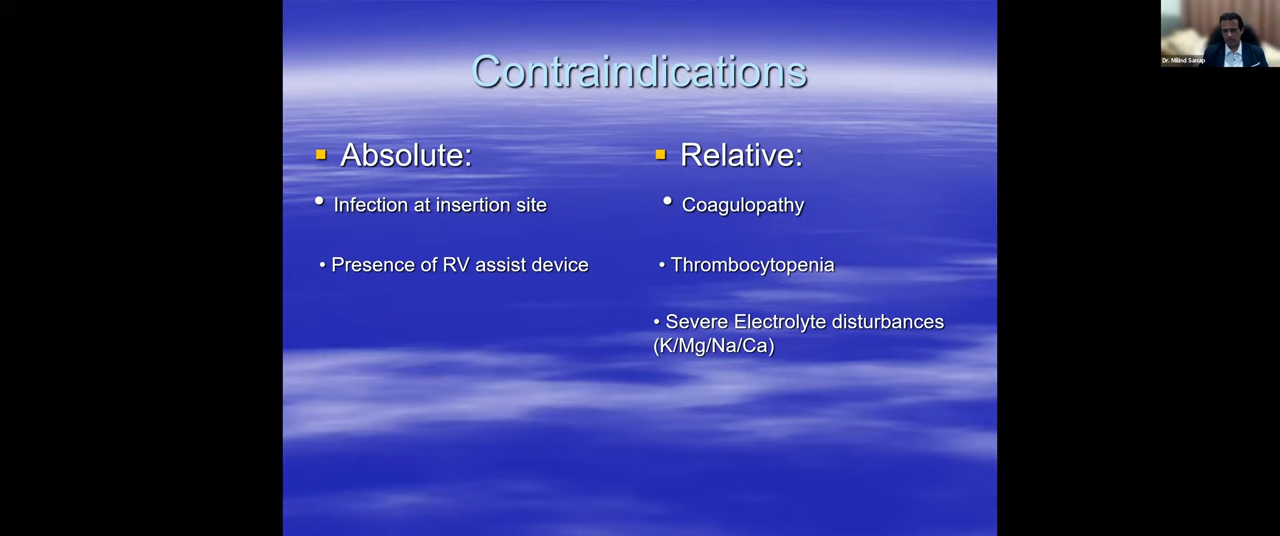 Contraindications
▪ Absolute:
• Infection at insertion site
• Presence of RV assist device
▪ Relative:
• Coagulopathy
• Thrombocytopenia
• Severe Electrolyte disturbances
(K/Mg/Na/Ca)
Dr. Milind Sanap